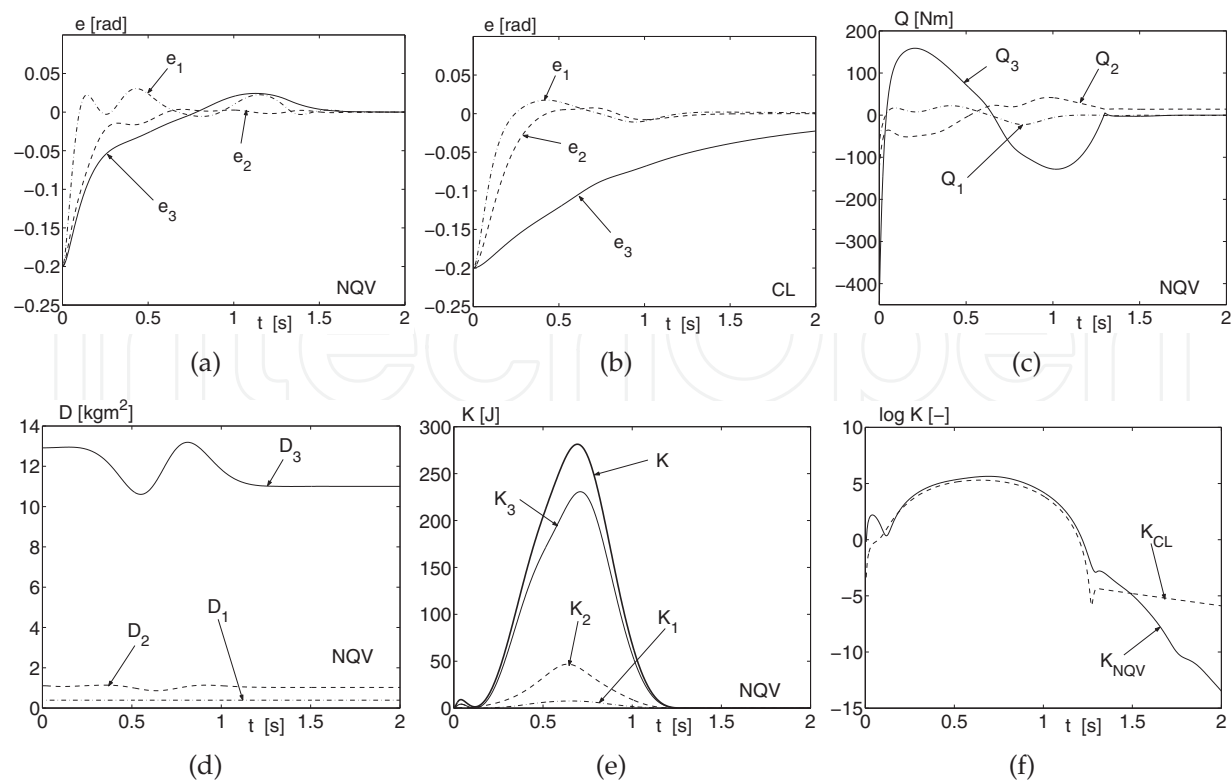 e [rad]
0.05
0
−0.05
−0.1
−0.15
−0.2
−0.25
0
0.5
1
1.5
2
t [s]
e1
e2
e3
NQV
(a)
e [rad]
0.05
0
−0.05
−0.1
−0.15
−0.2
−0.25
0
0.5
1
1.5
2
t [s]
e1
e2
e3
CL
(b)
Q [Nm]
200
100
0
−100
−200
−300
−400
0
0.5
1
1.5
2
t [s]
Q3
Q2
Q1
NQV
(c)
intechopen
D [kgm²]
14
12
10
8
6
4
2
0
0
0.5
1
1.5
2
t [s]
D3
D1
D2
NQV
(d)
K [J]
300
250
200
150
100
50
0
0
0.5
1
1.5
2
t [s]
K
K3
K2
K1
NQV
(e)
log K [−]
10
5
0
−5
−10
−15
0
0.5
1
1.5
2
t [s]
KCL
KNQV
(f)